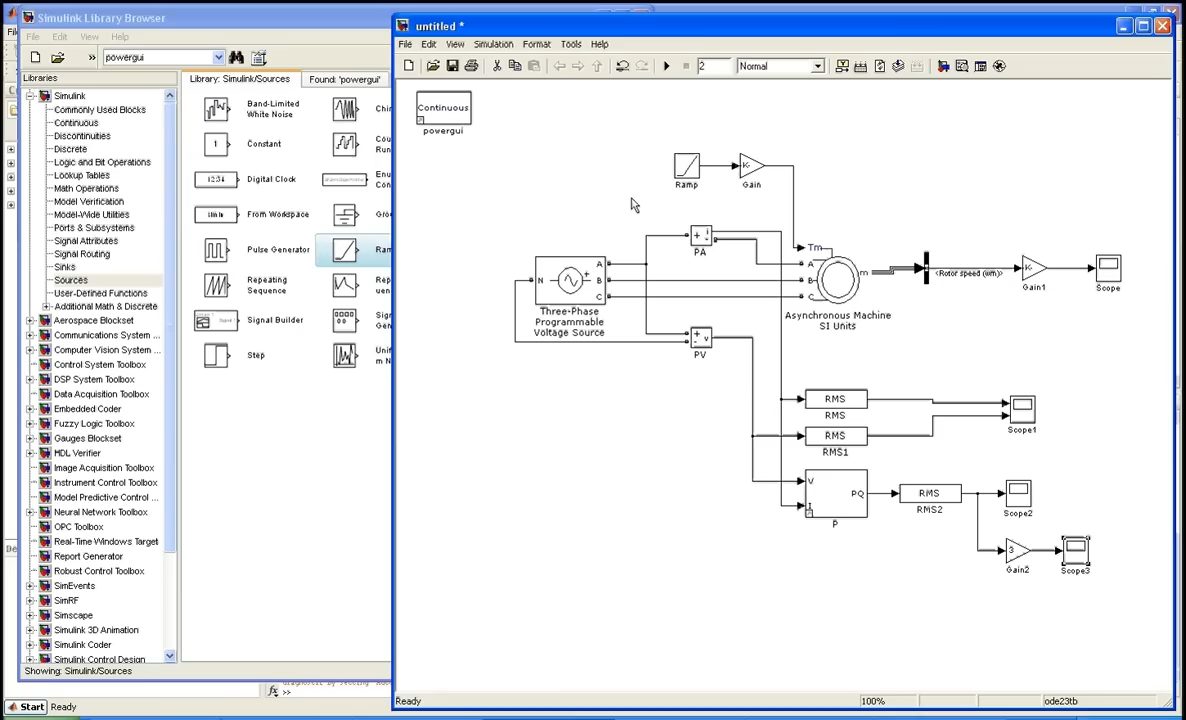 Simulink Library Browser
File Edit View Help
» powergui
Libraries
Library: Simulink/Sources
Found: 'powergui'
Simulink
Commonly Used Blocks
Continuous
Discontinuities
Discrete
Logic and Bit Operations
Lookup Tables
Math Operations
Model Verification
Model-Wide Utilities
Ports & Subsystems
Signal Attributes
Signal Routing
Sinks
Sources
User-Defined Functions
Additional Math & Discrete
Aerospace Blockset
Communications System ...
Computer Vision System ...
Control System Toolbox
DSP System Toolbox
Data Acquisition Toolbox
Embedded Coder
Fuzzy Logic Toolbox
Gauges Blockset
MDL Verifier
Image Acquisition Toolbox
Instrument Control Toolbox
Model Predictive Control ...
Neural Network Toolbox
OPC Toolbox
Real-Time Windows Target
Report Generator
Robust Control Toolbox
SimEvents
SimRF
Simscape
Simulink 3D Animation
Simulink Coder
Simulink Control Design
Showing: Simulink/Sources
Band-Limited
White Noise
1
Constant
12:34
Digital Clock
From Workspace
Pulse Generator
Repeating
Sequence
Signal Builder
Step
Start Ready
>>
untitled *
File Edit View Simulation Format Tools Help
2
Normal
Continuous
powergui
Ramp
K-
Gain
+ i
-
PA
N
A
B
C
Three-Phase
Programmable
Voltage Source
+ v
-
PV
Tm
A
B
C
m
Asynchronous Machine
SI Units
<Rotor speed (wm)>
K-
Gain1
Scope
RMS
RMS
RMS
RMS1
Scope1
V
I
PQ
P
RMS
RMS2
Scope2
3
Gain2
Scope3
Ready
100%
ode23tb